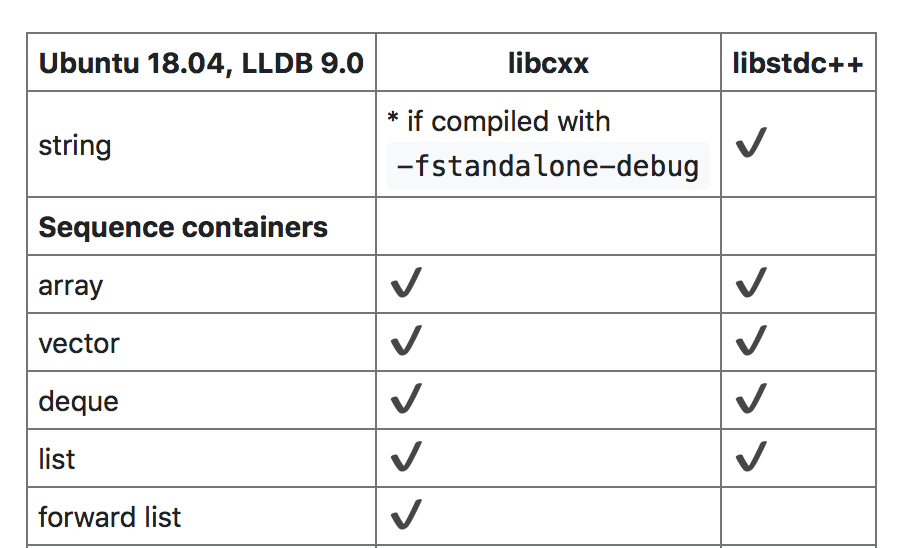 Ubuntu 18.04, LLDB 9.0 libcxx libstdc++
* if compiled with
string ✔
-fstandalone-debug
Sequence containers
array ✔ ✔
vector ✔ ✔
deque ✔ ✔
list ✔ ✔
forward list ✔